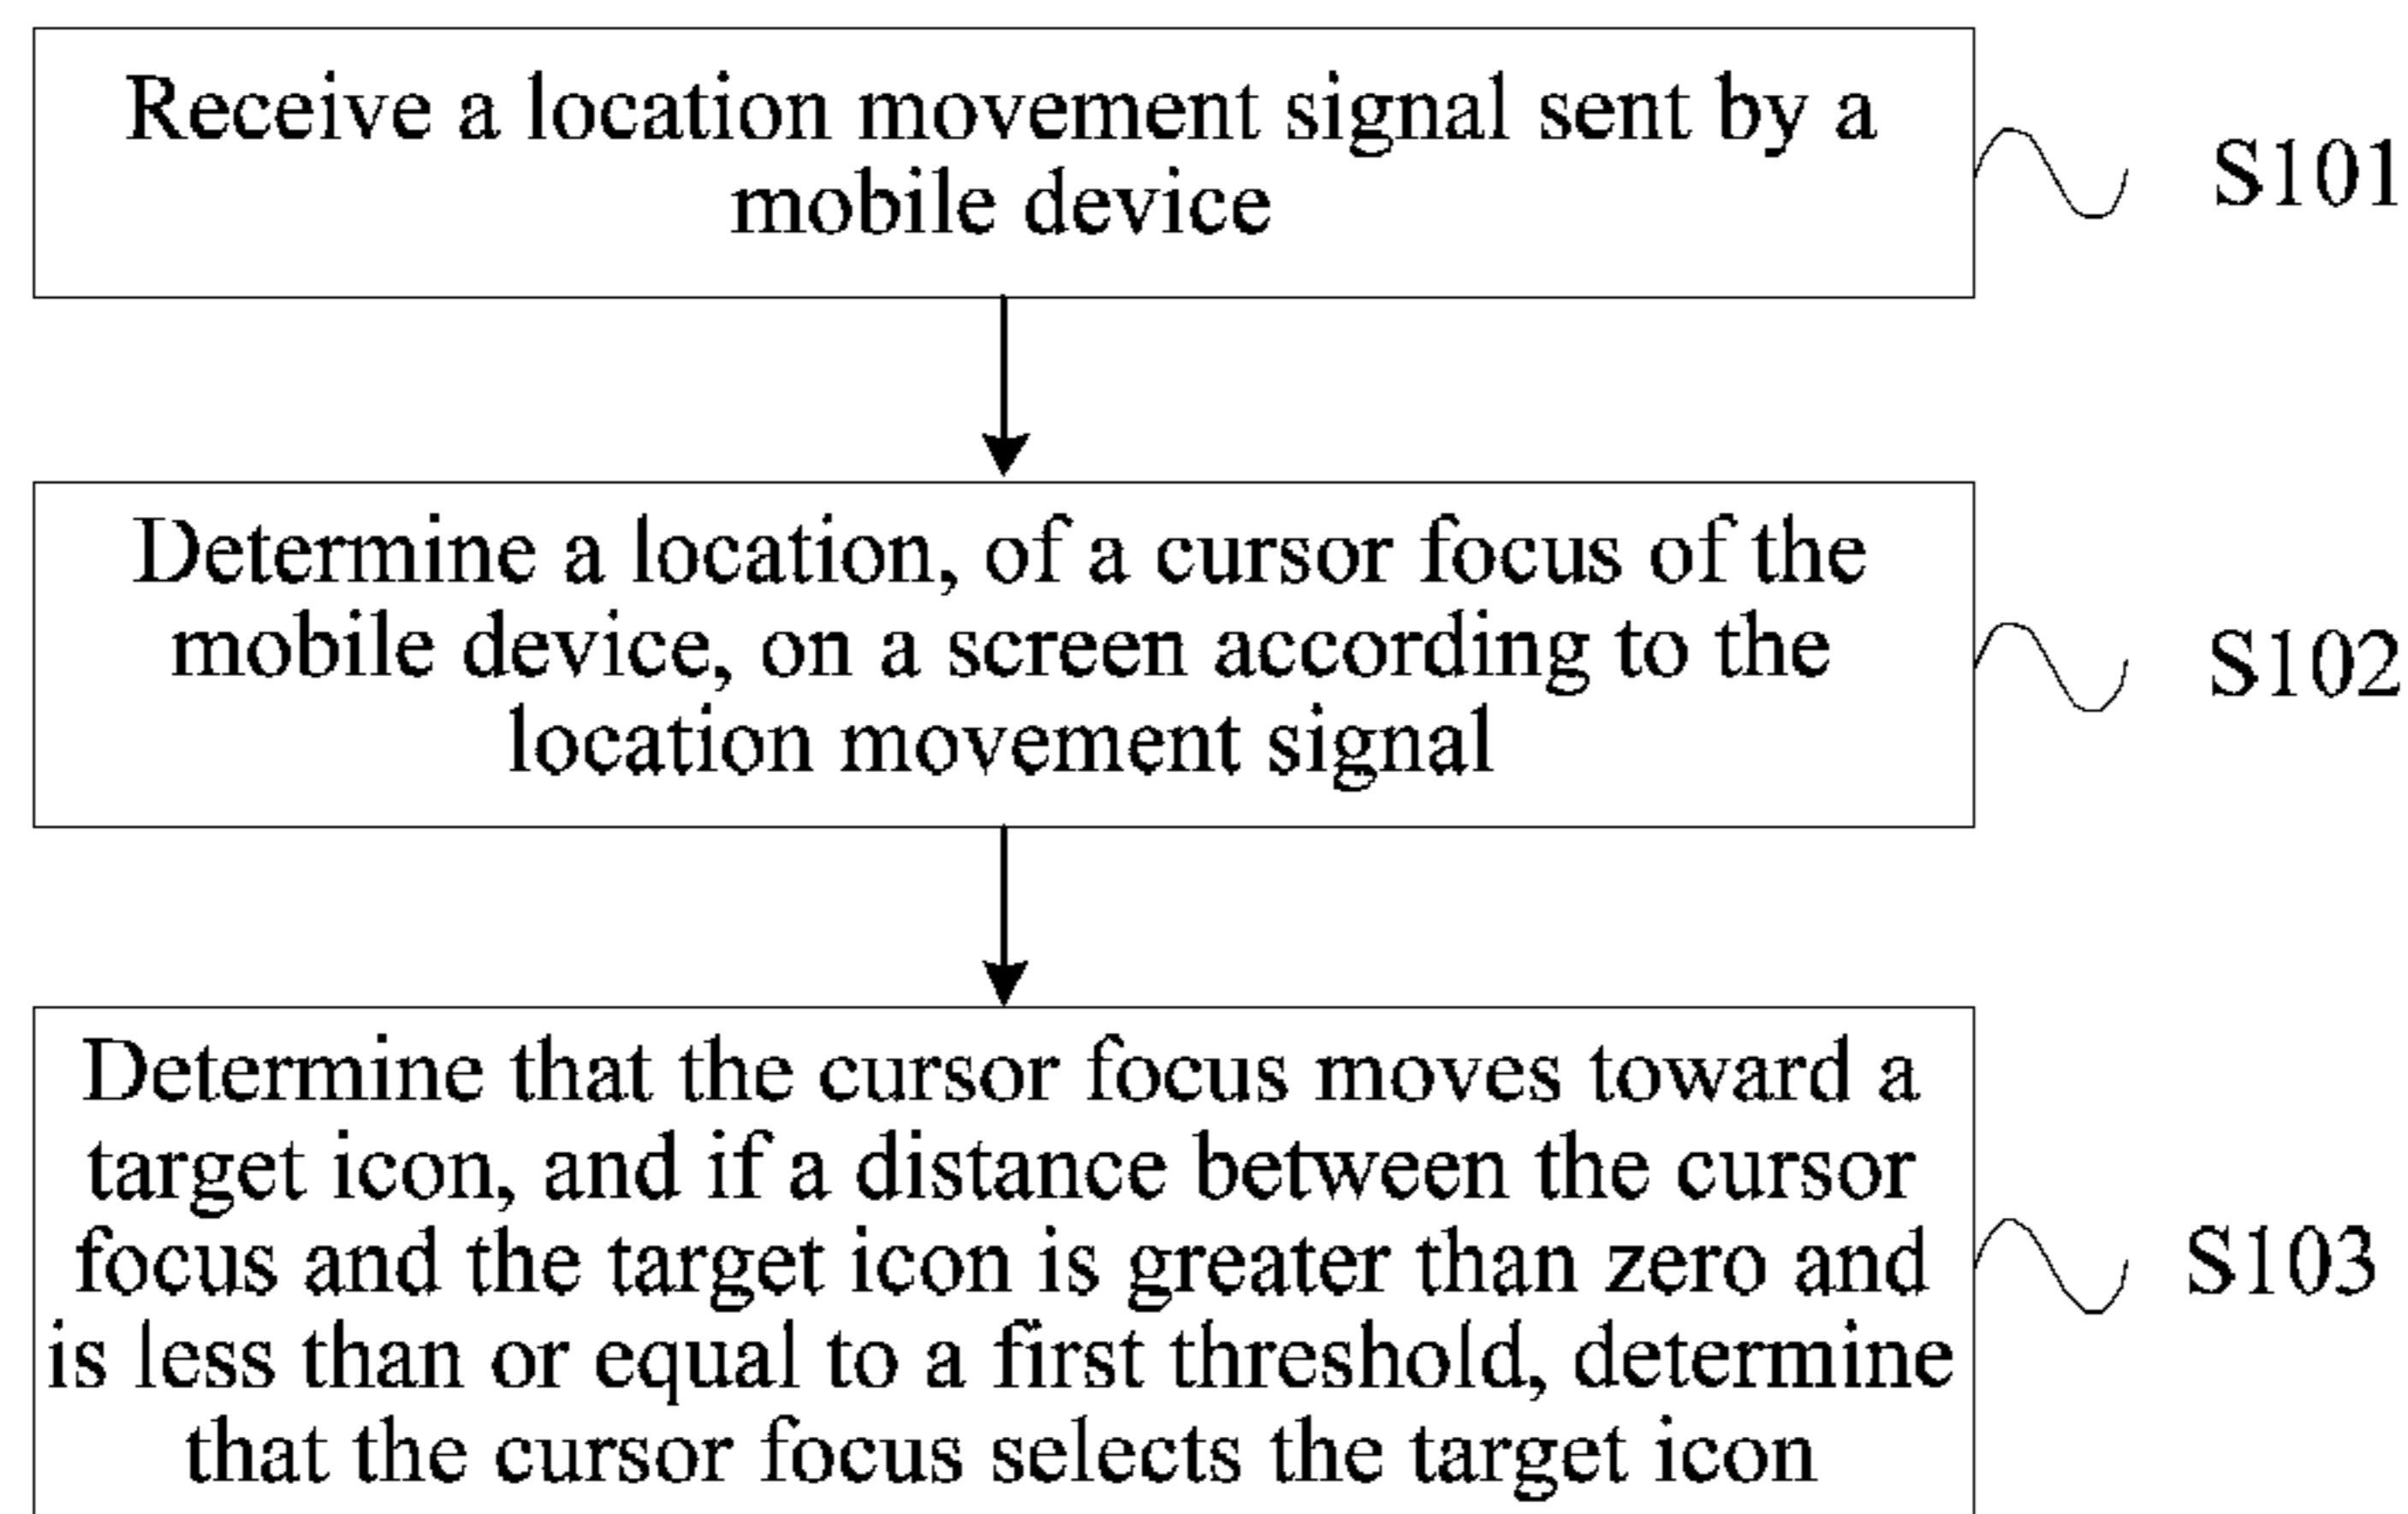 Receive a location movement signal sent by a
mobile device
S101
Determine a location, of a cursor focus of the
mobile device, on a screen according to the
location movement signal
S102
Determine that the cursor focus moves toward a
target icon, and if a distance between the cursor
focus and the target icon is greater than zero and
is less than or equal to a first threshold, determine
that the cursor focus selects the target icon
S103